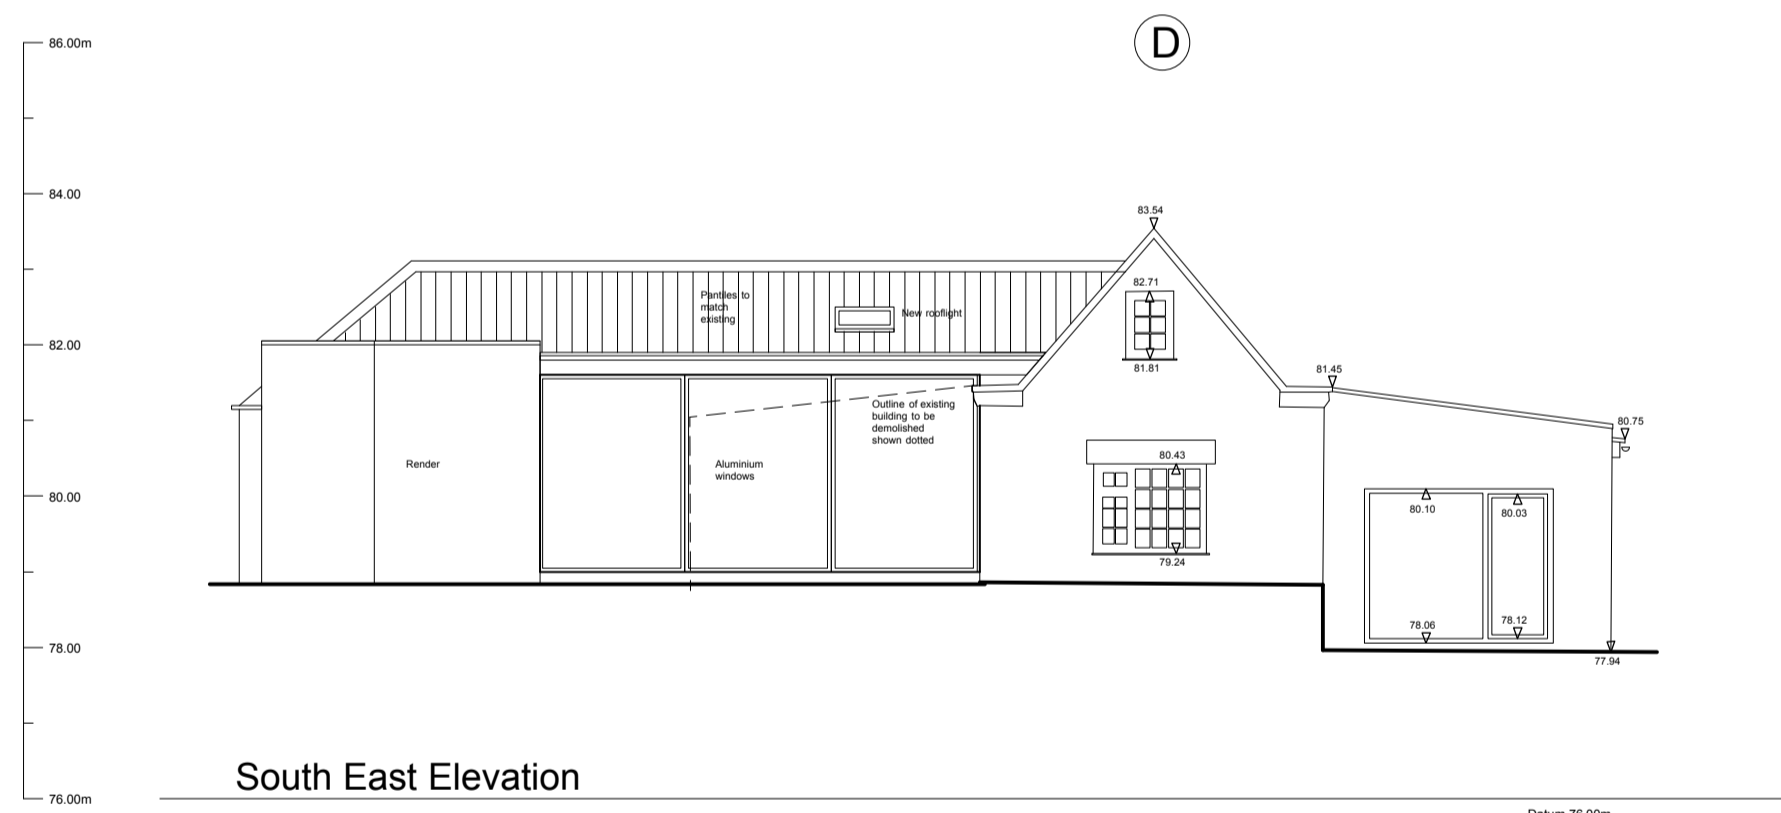 D
86.00m
84.00
83.54
82.71
Pantiles to
match
existing
New rooflight
82.00
81.81
81.45
Outline of existing
building to be
demolished
shown dotted
80.75
Render
Aluminium
windows
80.43
80.00
80.10
80.03
79.24
78.06
78.12
78.00
77.94
South East Elevation
76.00m
Datum 76.00m